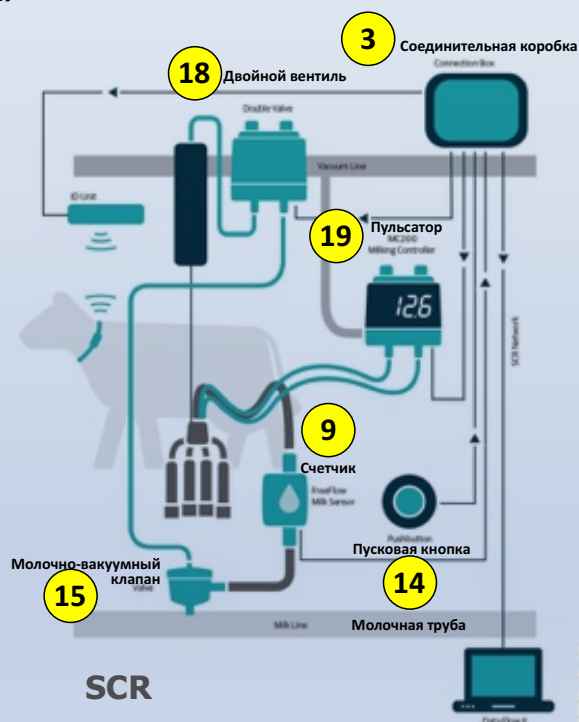 3
Соединительная коробка
Connection Box
18
Двойной вентиль
Double Valve
Vacuum Line
ID Unit
19
Пульсатор
MC200
Milking Controller
12.6
SCR Network
9
Счетчик
FreeFlow
Milk Sensor
Pushbutton
Пусковая кнопка
14
Молочно-вакуумный
клапан
15
Valve
Milk Line
Молочная труба
SCR